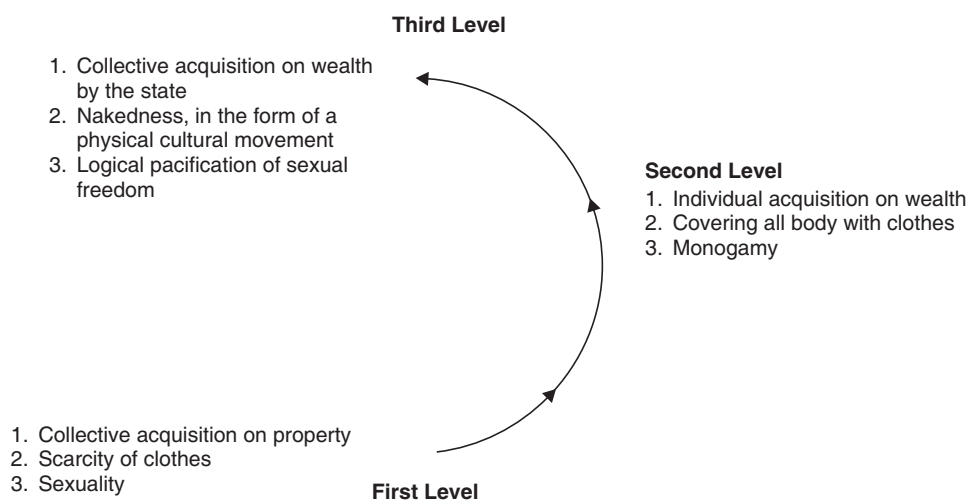 Third Level
1. Collective acquisition on wealth
by the state
2. Nakedness, in the form of a
physical cultural movement
3. Logical pacification of sexual
freedom
Second Level
1. Individual acquisition on wealth
2. Covering all body with clothes
3. Monogamy
1. Collective acquisition on property
2. Scarcity of clothes
3. Sexuality
First Level